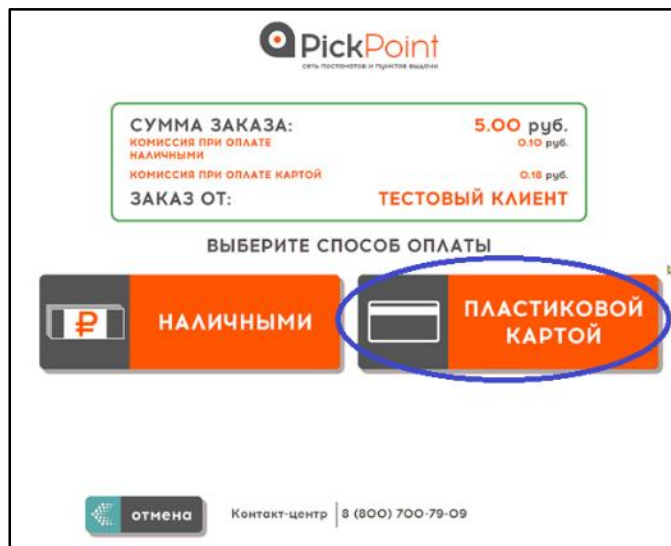 PickPoint
сеть постаматов и пунктов выдачи
СУММА ЗАКАЗА: 5.00 руб.
КОМИССИЯ ПРИ ОПЛАТЕ НАЛИЧНЫМИ 0.10 руб.
КОМИССИЯ ПРИ ОПЛАТЕ КАРТОЙ 0.18 руб.
ЗАКАЗ ОТ: ТЕСТОВЫЙ КЛИЕНТ
ВЫБЕРИТЕ СПОСОБ ОПЛАТЫ
₽ НАЛИЧНЫМИ
ПЛАСТИКОВОЙ
КАРТОЙ
отмена
Контакт-центр 8 (800) 700-79-09